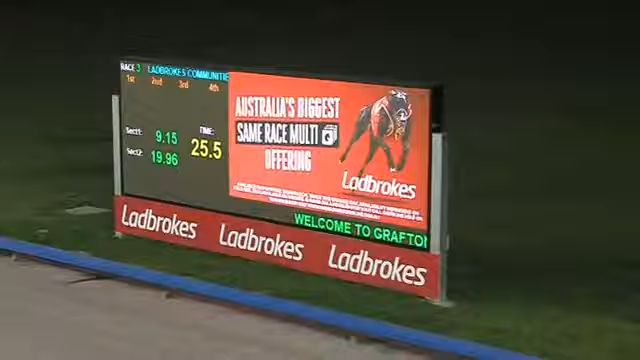 RACE 3 LADBROKES COMMUNITIE
1st 2nd 3rd 4th
Sect1: 9.15
Sect2: 19.96
TIME:
25.5
AUSTRALIA'S BIGGEST
SAME RACE MULTI
OFFERING
Ladbrokes
WELCOME TO GRAFTON
Ladbrokes Ladbrokes Ladbrokes